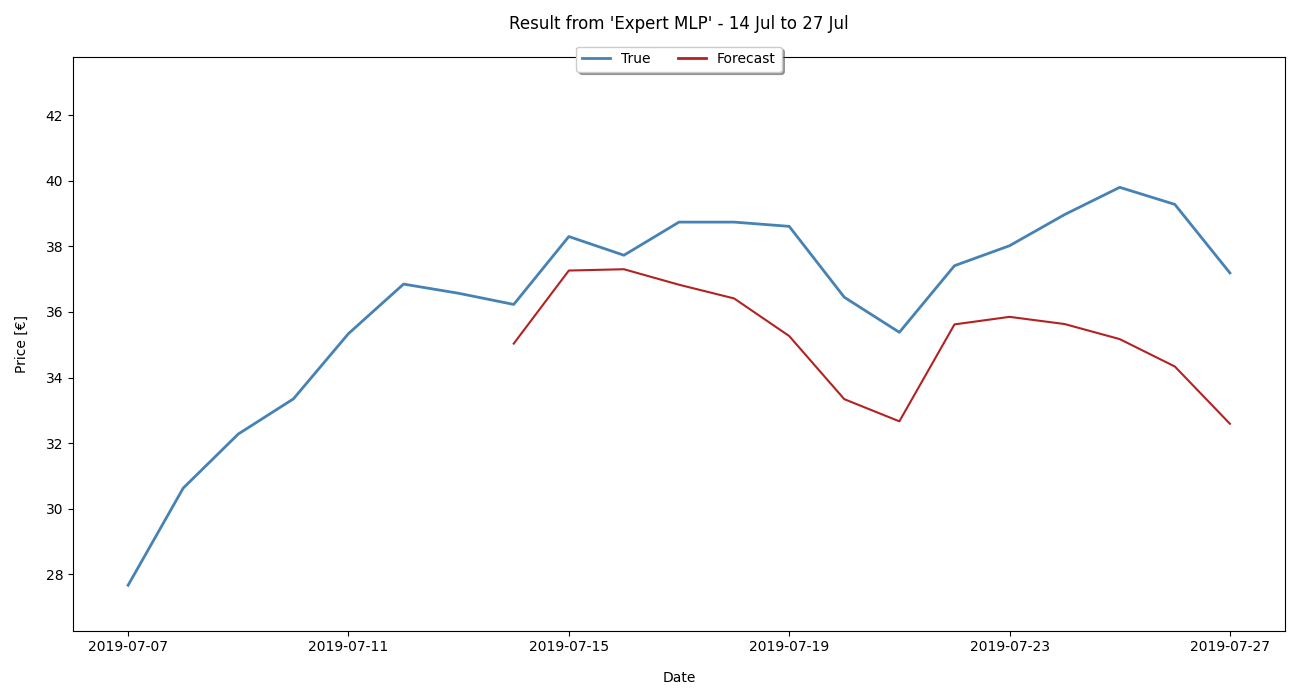 Result from 'Expert MLP' - 14 Jul to 27 Jul
True Forecast
42
40
38
36
34
32
30
28
Price [€]
2019-07-07 2019-07-11 2019-07-15 2019-07-19 2019-07-23 2019-07-27
Date